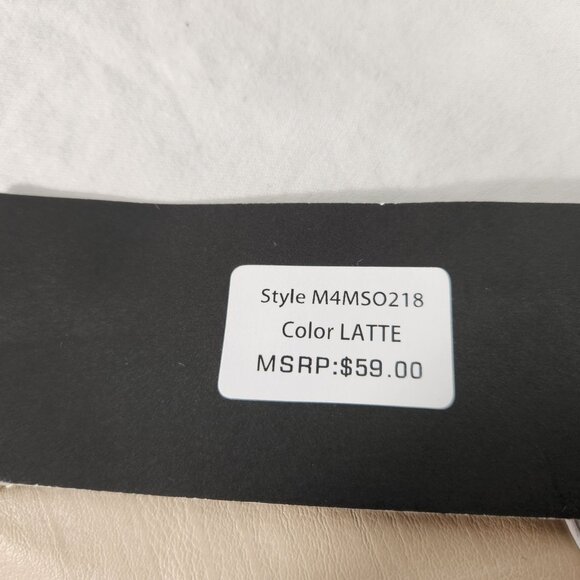 Style M4MSO218
Color LATTE
MSRP:$59.00